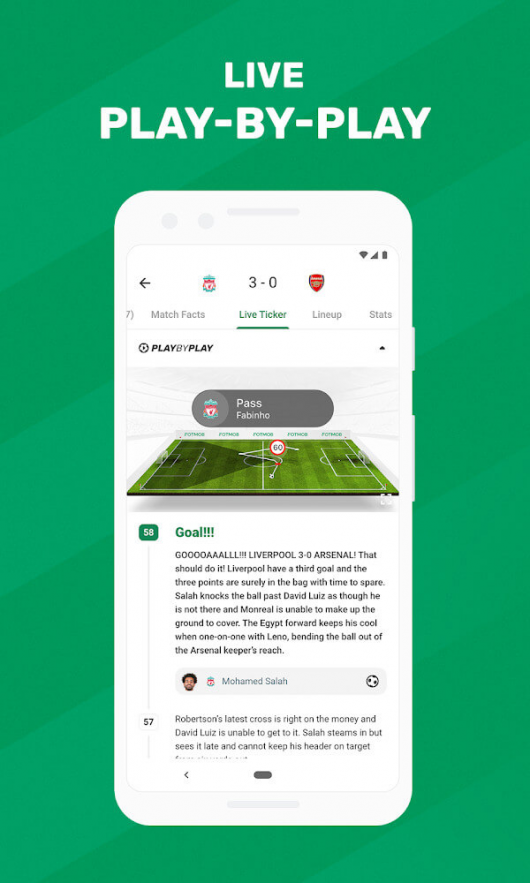 LIVE
PLAY-BY-PLAY
3 - 0
7) Match Facts Live Ticker Lineup Stats
PLAYBYPLAY
Pass
Fabinho
FOTMOB FOTMOB FOTMOB FOTMOB FOTMOB
60
58 Goal!!!
GOOOOAAALLL!!! LIVERPOOL 3-0 ARSENAL! That
should do it! Liverpool have a third goal and the
three points are surely in the bag with time to spare.
Salah knocks the ball past David Luiz as though he
is not there and Monreal is unable to make up the
ground to cover. The Egypt forward keeps his cool
when one-on-one with Leno, bending the ball out of
the Arsenal keeper's reach.
Mohamed Salah
57 Robertson's latest cross is right on the money and
David Luiz is unable to get to it. Salah steams in but
sees it late and cannot keep his header on target